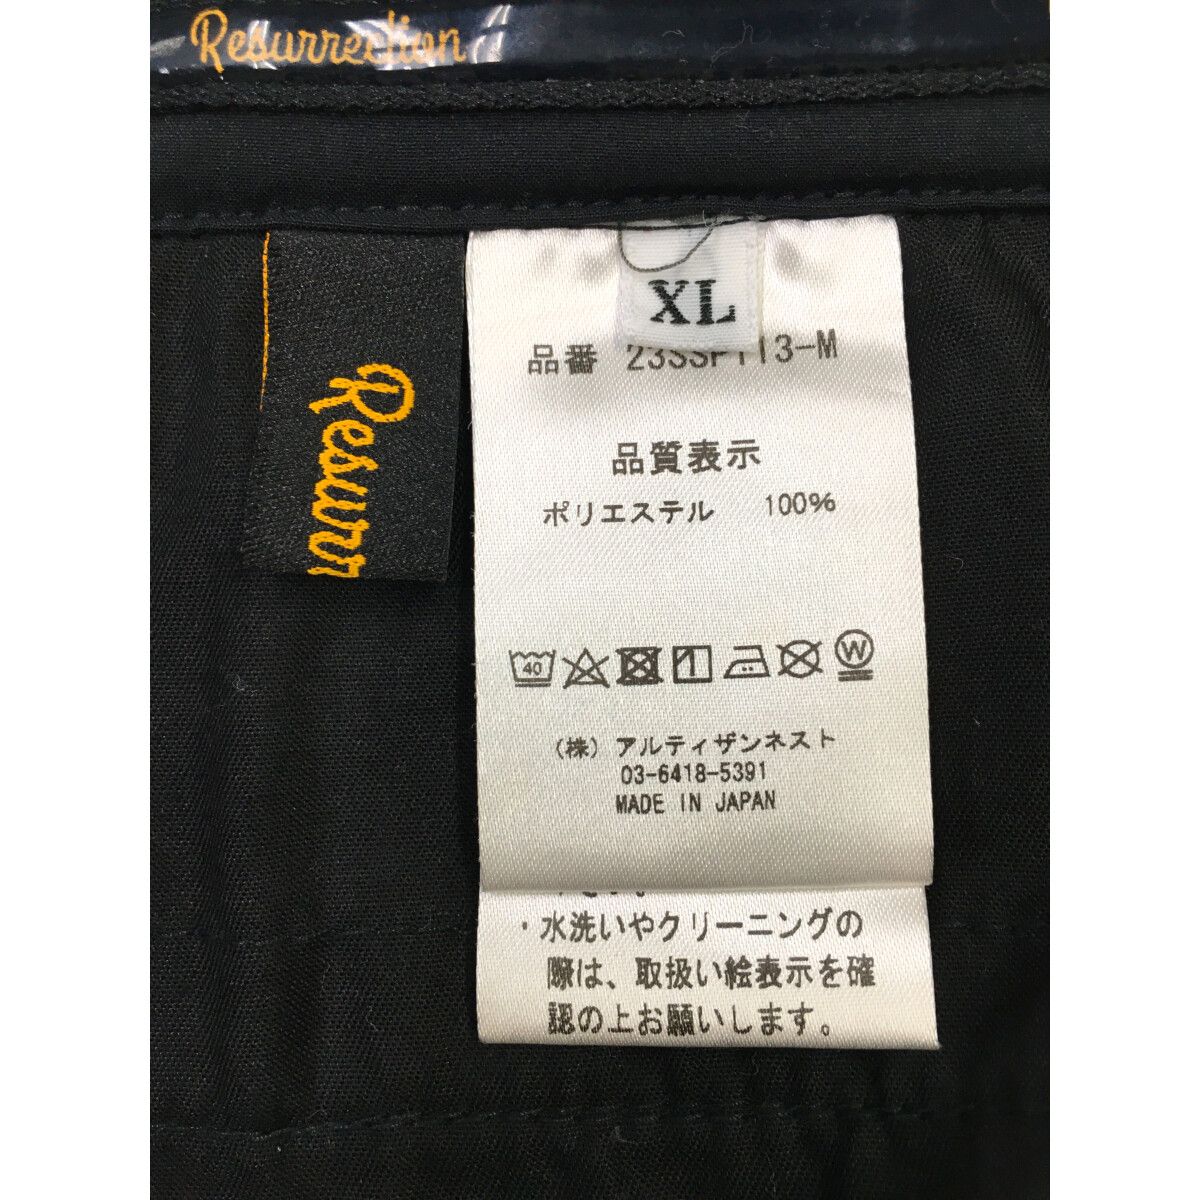 Resurrection
XL
品番 23SSP113-M
品質表示
ポリエステル 100%
Resurr
40
W
(株) アルティザンネスト
03-6418-5391
MADE IN JAPAN
・水洗いやクリーニングの
際は、取扱い絵表示を確
認の上お願いします。